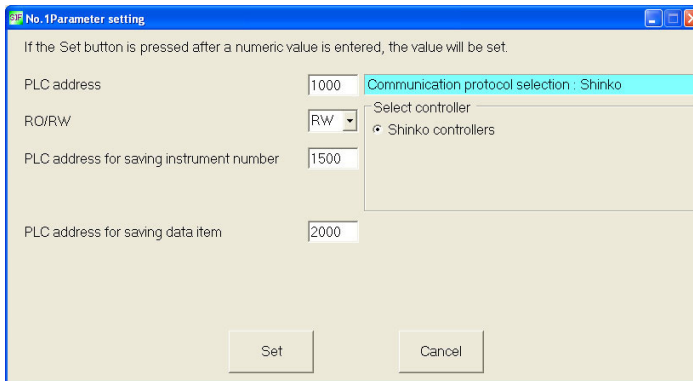 SIF No.1Parameter setting
If the Set button is pressed after a numeric value is entered, the value will be set.
PLC address 1000 Communication protocol selection : Shinko
Select controller
RO/RW RW Shinko controllers
PLC address for saving instrument number 1500
PLC address for saving data item 2000
Set Cancel